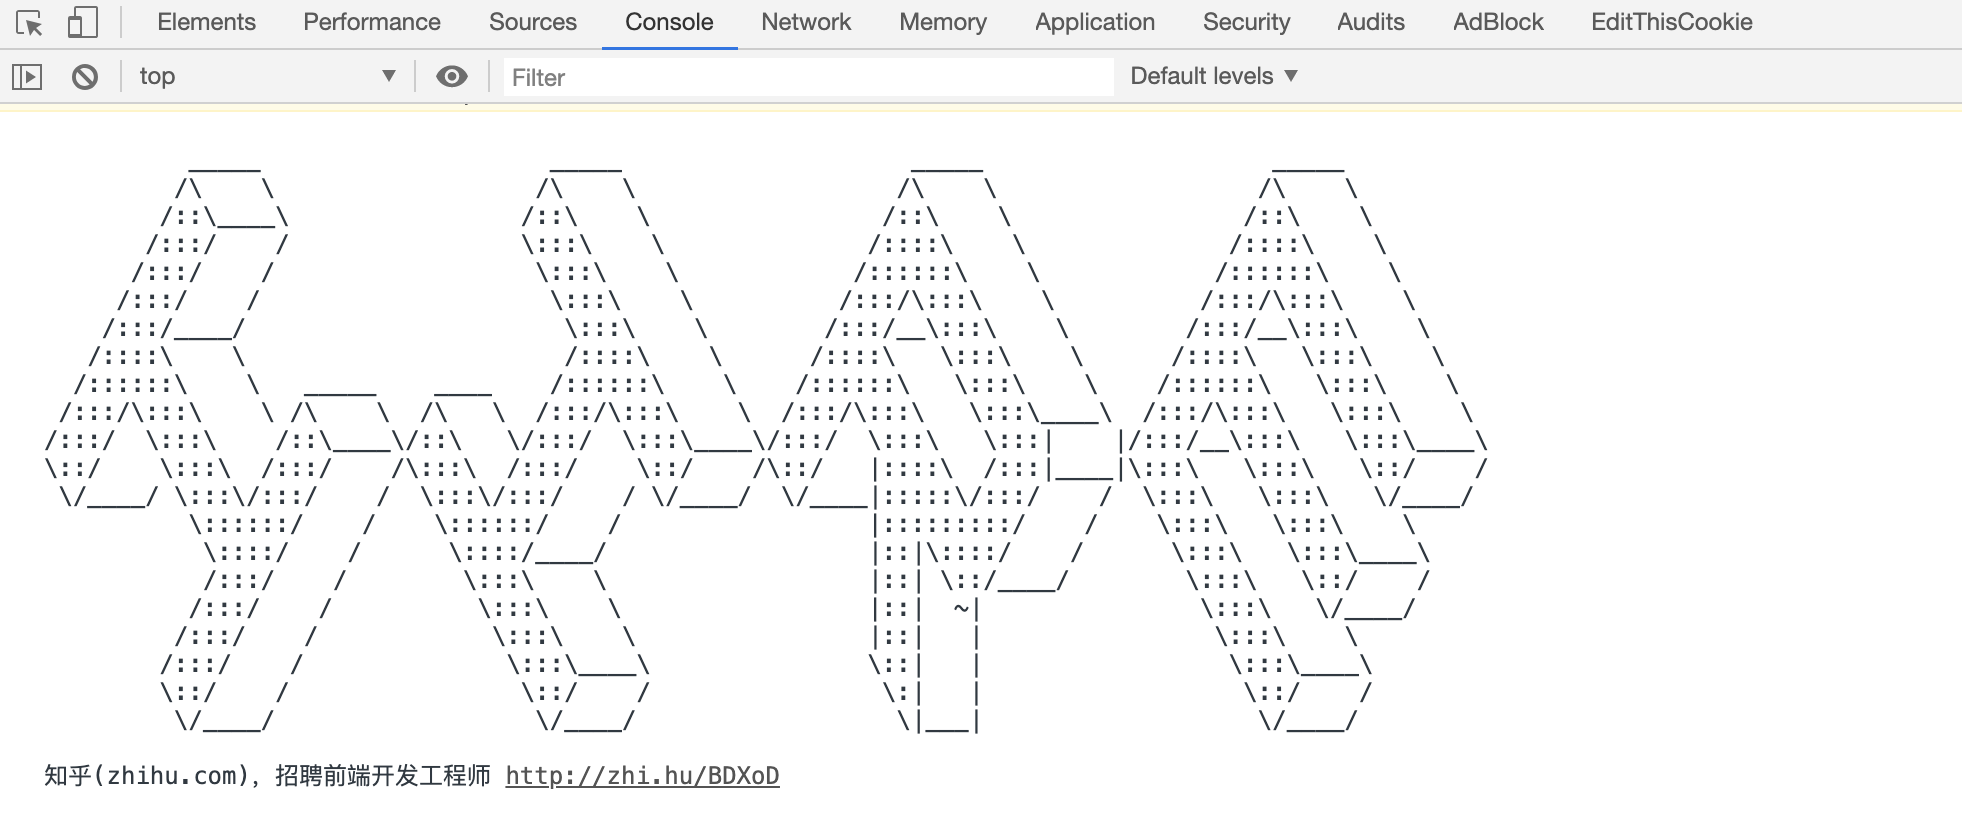 Elements Performance Sources Console Network Memory Application Security Audits AdBlock EditThisCookie
top Filter Default levels
知乎(zhihu.com)，招聘前端开发工程师 http://zhi.hu/BDXoD